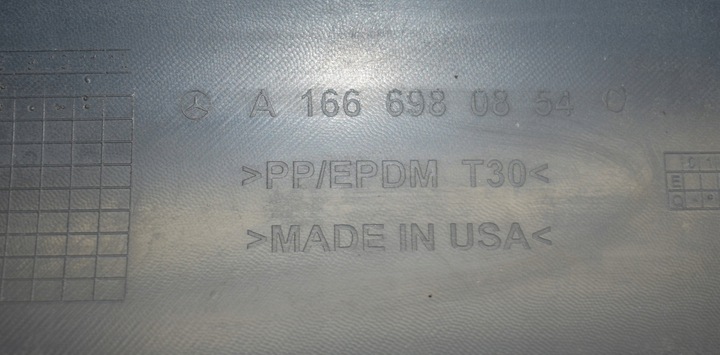 A 166 698 08 54 C
>PP/EPDM T30<
>MADE IN USA<
E